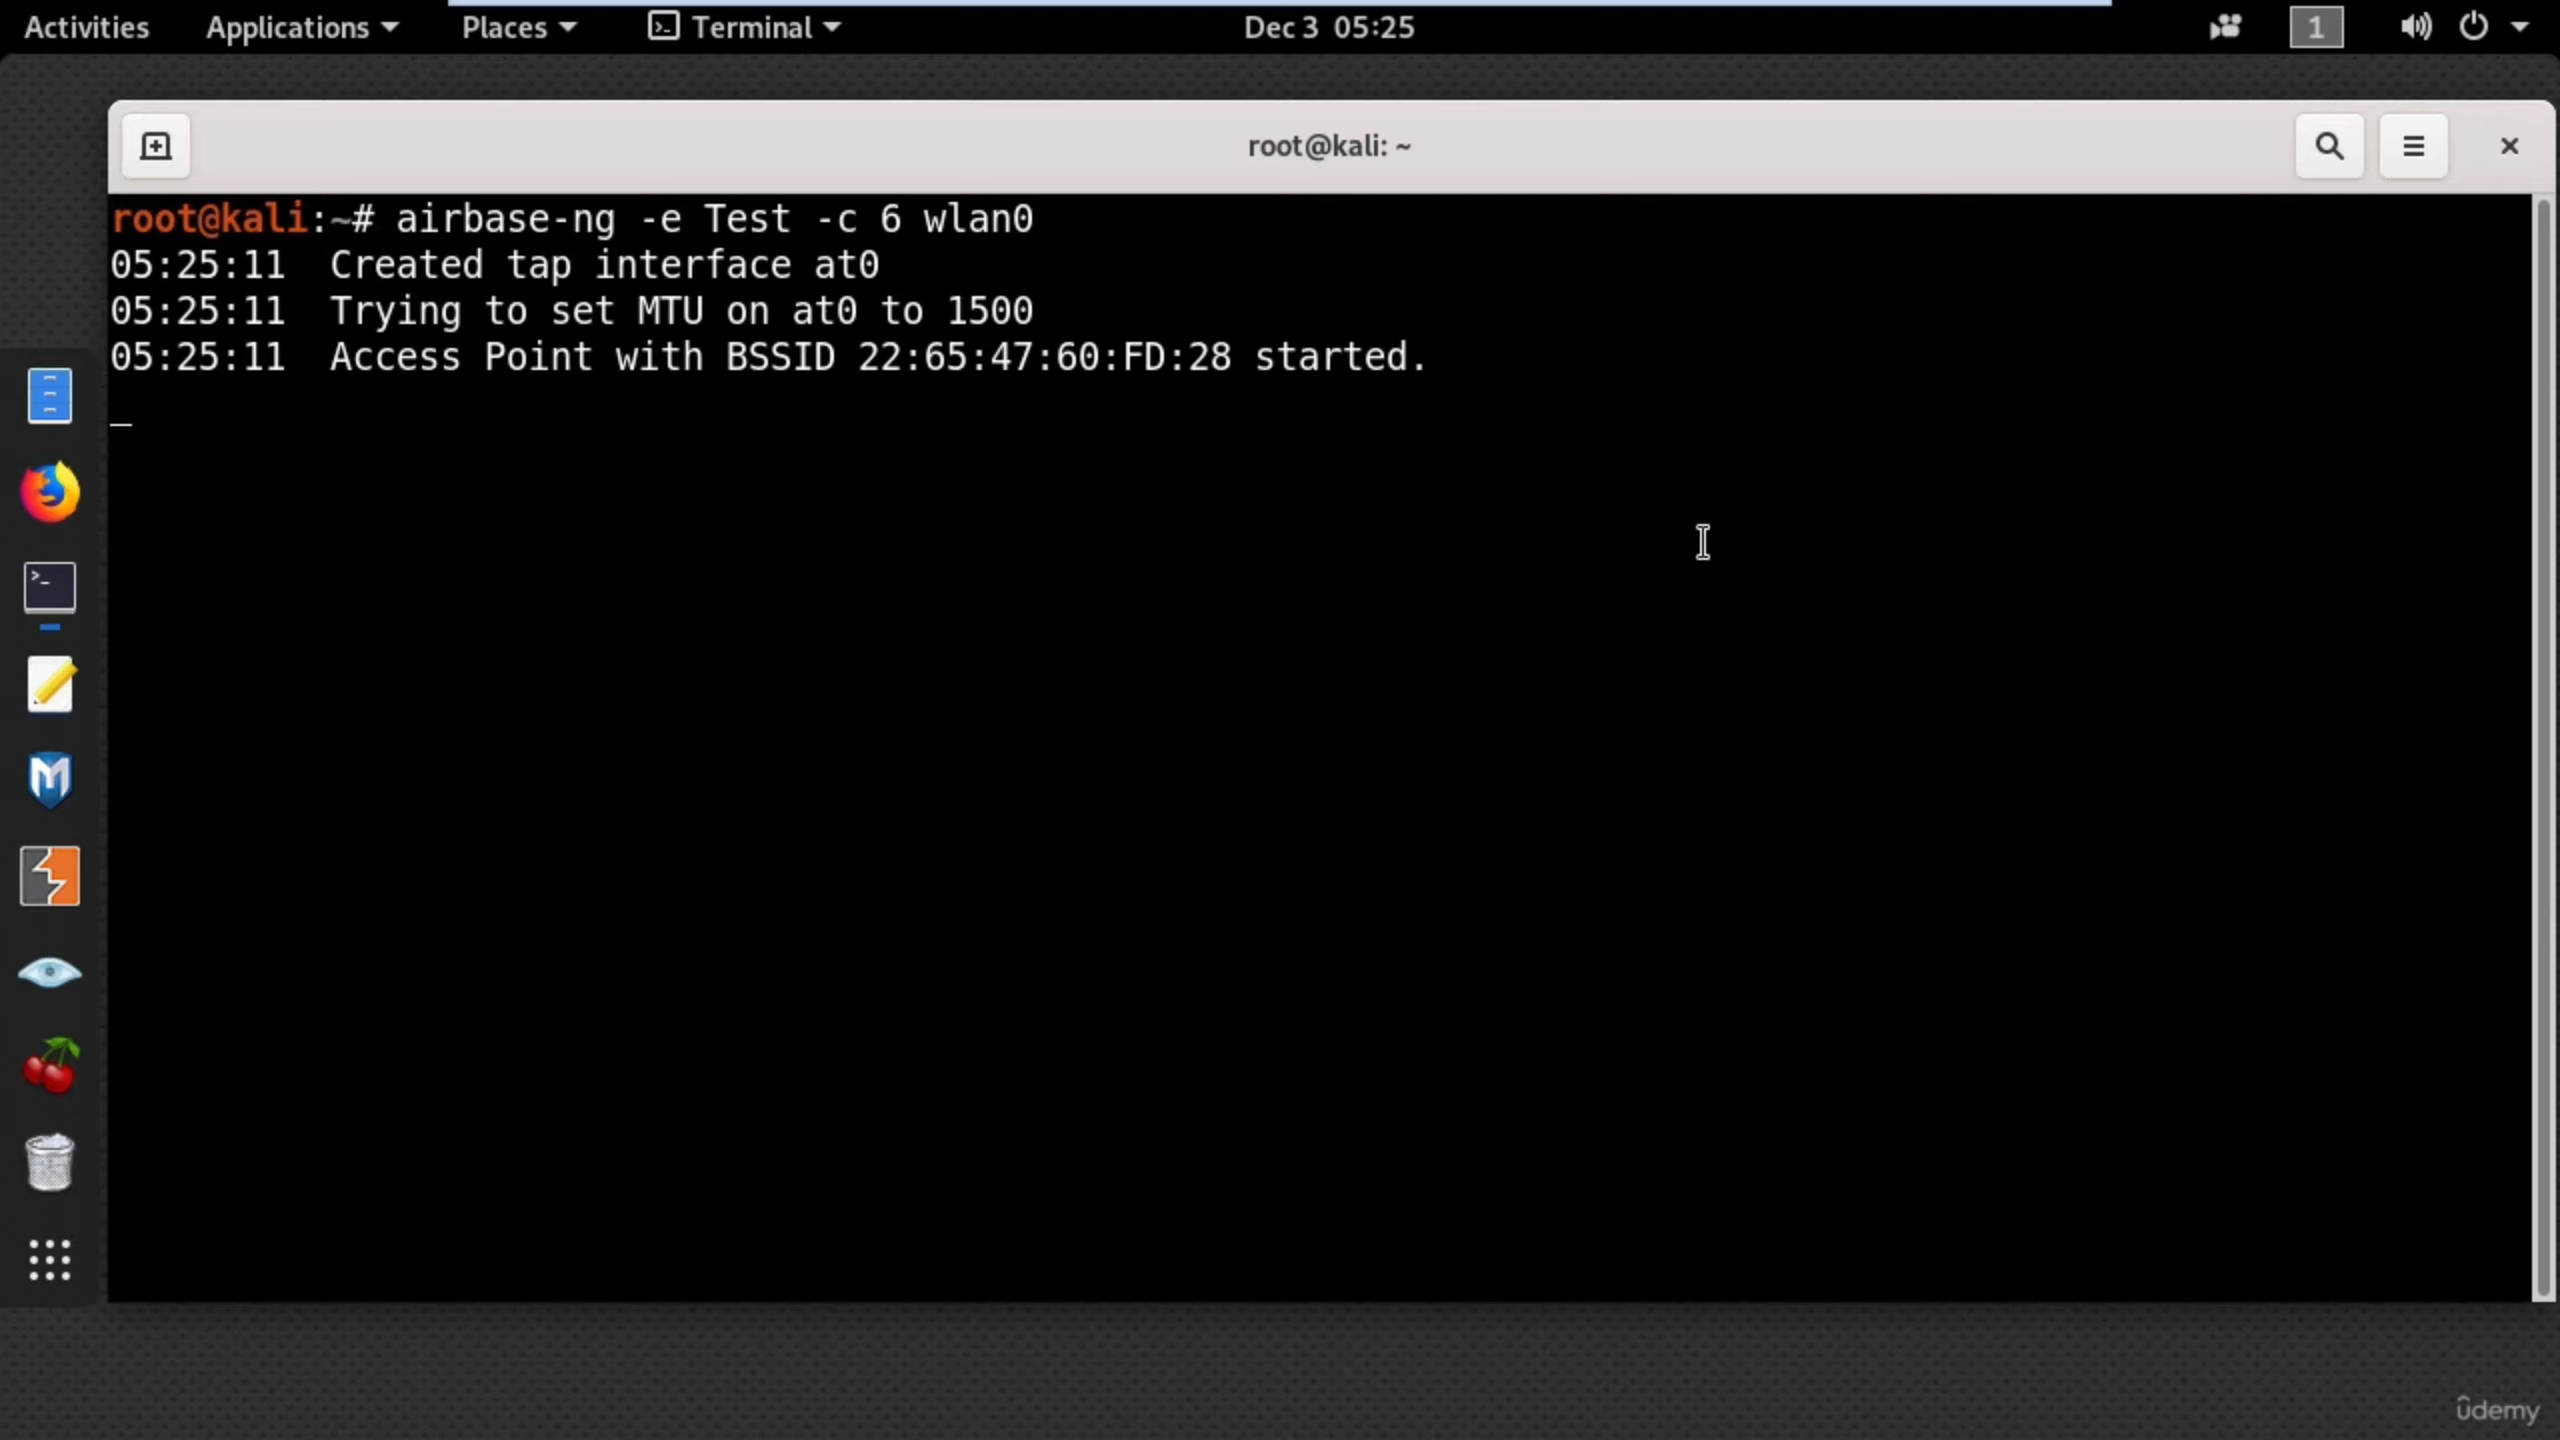 Activities Applications Places Terminal Dec 3 05:25 1
root@kali: ~
root@kali:~# airbase-ng -e Test -c 6 wlan0
05:25:11 Created tap interface at0
05:25:11 Trying to set MTU on at0 to 1500
05:25:11 Access Point with BSSID 22:65:47:60:FD:28 started.
ûdemy